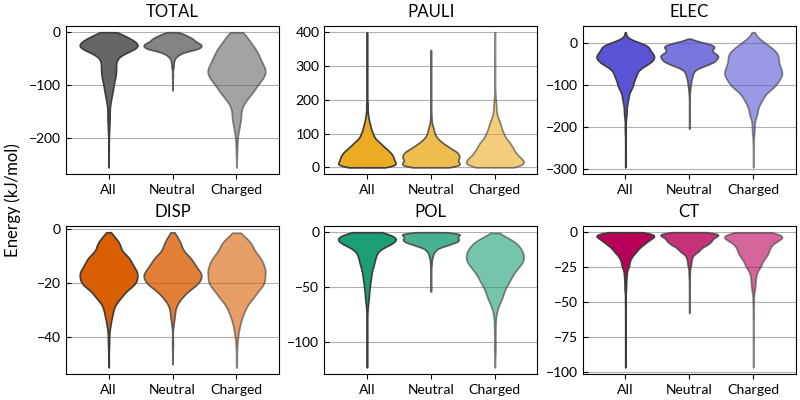 TOTAL
PAULI
ELEC
0
−100
−200
400
300
200
100
0
0
−100
−200
−300
All
Neutral
Charged
All
Neutral
Charged
All
Neutral
Charged
Energy (kJ/mol)
DISP
POL
CT
0
−20
−40
0
−50
−100
0
−25
−50
−75
−100
All
Neutral
Charged
All
Neutral
Charged
All
Neutral
Charged